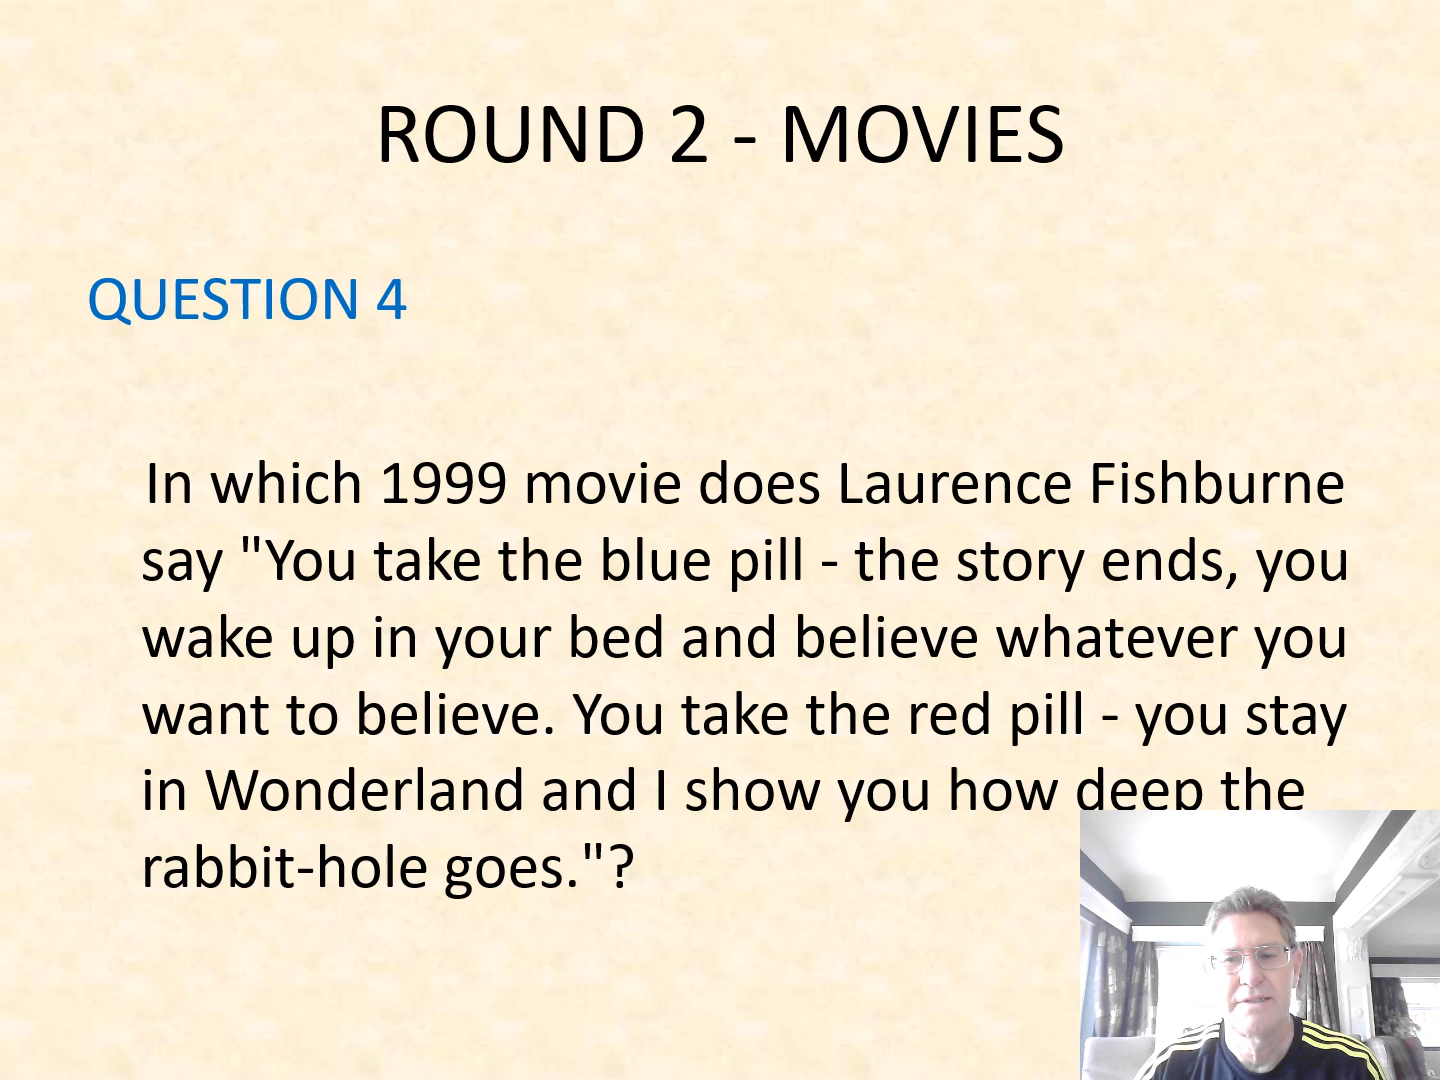 ROUND 2 - MOVIES
QUESTION 4
In which 1999 movie does Laurence Fishburne
say "You take the blue pill - the story ends, you
wake up in your bed and believe whatever you
want to believe. You take the red pill - you stay
in Wonderland and I show you how deep the
rabbit-hole goes."?